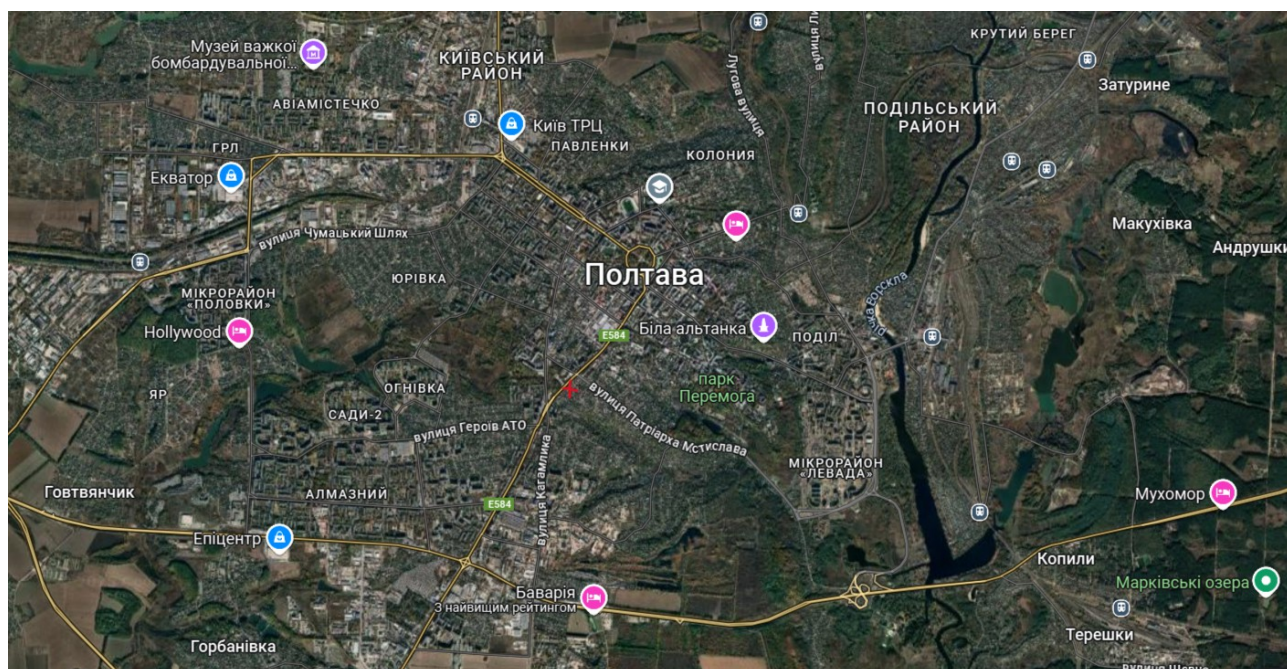 КРУТИЙ БЕРЕГ
Музей важкої
бомбардувальної...
КИЇВСЬКИЙ
РАЙОН
Лугова вулиця
Затурине
АВІАМІСТЕЧКО
ПОДІЛЬСЬКИЙ
РАЙОН
Київ ТРЦ
ГРЛ
ПАВЛЕНКИ
КОЛОНИЯ
Екватор
вулиця Чумацький Шлях
Макухівка
Андрушки
Полтава
ЮРІВКА
МІКРОРАЙОН
«ПОЛОВКИ»
Hollywood
E584
Біла альтанка
ПОДІЛ
річка Ворскла
ЯР
ОГНІВКА
парк
Перемога
САДИ-2
вулиця Героїв АТО
вулиця Патріарха Мстислава
МІКРОРАЙОН
«ЛЕВАДА»
Говтвянчик
АЛМАЗНИЙ
E584
вулиця Кагамлика
Мухомор
Епіцентр
Копили
Баварія
З найвищим рейтингом
Марківські озера
Горбанівка
Терешки